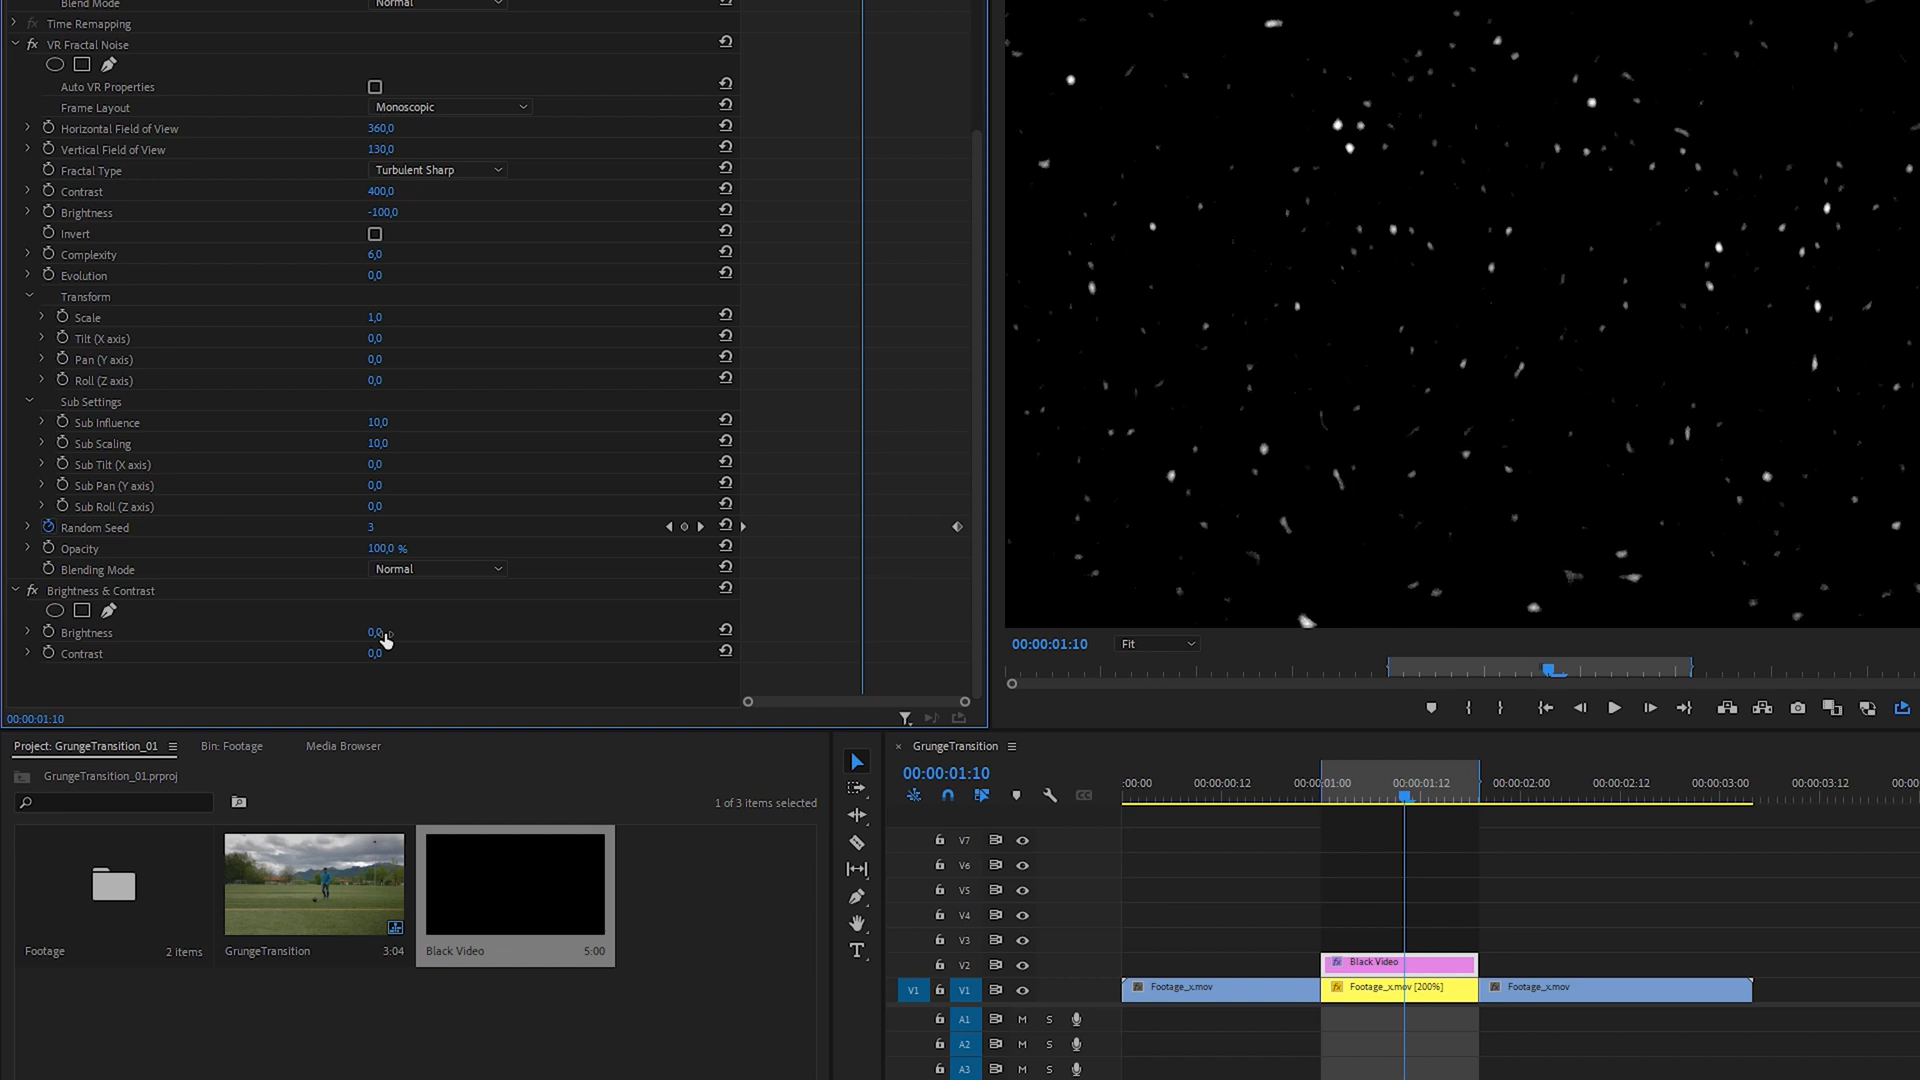 Blend Mode Normal
Time Remapping
fx VR Fractal Noise
Auto VR Properties
Frame Layout Monoscopic
Horizontal Field of View 360,0
Vertical Field of View 130,0
Fractal Type Turbulent Sharp
Contrast 400,0
Brightness -100,0
Invert
Complexity 6,0
Evolution 0,0
Transform
Scale 1,0
Tilt (X axis) 0,0
Pan (Y axis) 0,0
Roll (Z axis) 0,0
Sub Settings
Sub Influence 10,0
Sub Scaling 10,0
Sub Tilt (X axis) 0,0
Sub Pan (Y axis) 0,0
Sub Roll (Z axis) 0,0
Random Seed 3
Opacity 100,0 %
Blending Mode Normal
fx Brightness & Contrast
Brightness 0,0
Contrast 0,0
00:00:01:10
00:00:01:10 Fit
Project: GrungeTransition_01 Bin: Footage Media Browser
GrungeTransition_01.prproj
1 of 3 items selected
Footage 2 items
GrungeTransition 3:04
Black Video 5:00
GrungeTransition
00:00:01:10
:00:00 00:00:00:12 00:00:01:00 00:00:01:12 00:00:02:00 00:00:02:12 00:00:03:00 00:00:03:12 00:00
V7
V6
V5
V4
V3
V2 fx Black Video
V1 V1 fx Footage_x.mov fx Footage_x.mov [200%] fx Footage_x.mov
A1 M S
A2 M S
A3 M S